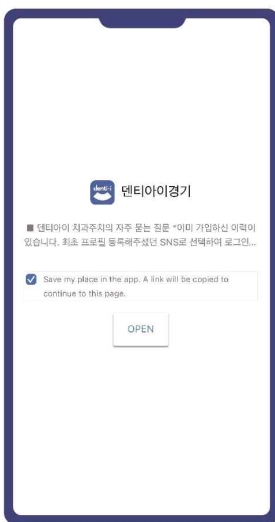 denti-i
덴티아이경기
■ 덴티아이 치과주치의 자주 묻는 질문 *이미 가입하신 이력이
있습니다. 최초 프로필 등록해주셨던 SNS로 선택하여 로그인...
Save my place in the app. A link will be copied to
continue to this page.
OPEN